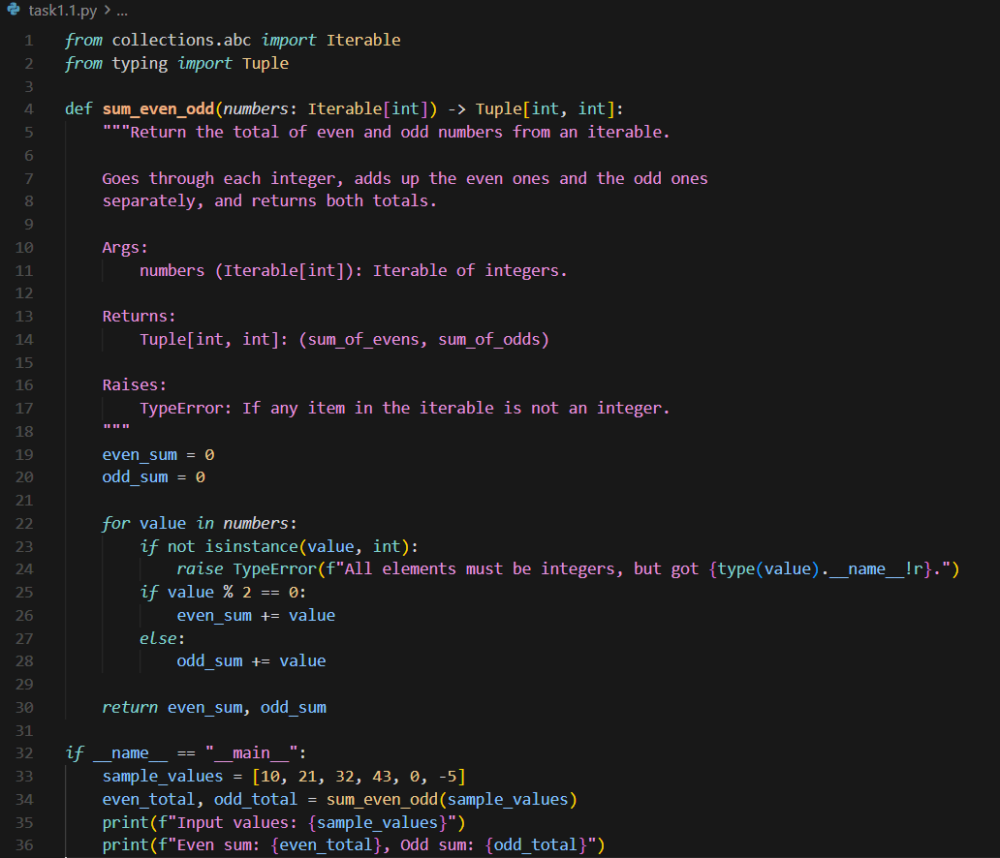 task1.1.py > ...
1 from collections.abc import Iterable
2 from typing import Tuple
3
4 def sum_even_odd(numbers: Iterable[int]) -> Tuple[int, int]:
5     """Return the total of even and odd numbers from an iterable.
6
7     Goes through each integer, adds up the even ones and the odd ones
8     separately, and returns both totals.
9
10     Args:
11         numbers (Iterable[int]): Iterable of integers.
12
13     Returns:
14         Tuple[int, int]: (sum_of_evens, sum_of_odds)
15
16     Raises:
17         TypeError: If any item in the iterable is not an integer.
18     """
19     even_sum = 0
20     odd_sum = 0
21
22     for value in numbers:
23         if not isinstance(value, int):
24             raise TypeError(f"All elements must be integers, but got {type(value).__name__!r}.")
25         if value % 2 == 0:
26             even_sum += value
27         else:
28             odd_sum += value
29
30     return even_sum, odd_sum
31
32 if __name__ == "__main__":
33     sample_values = [10, 21, 32, 43, 0, -5]
34     even_total, odd_total = sum_even_odd(sample_values)
35     print(f"Input values: {sample_values}")
36     print(f"Even sum: {even_total}, Odd sum: {odd_total}")